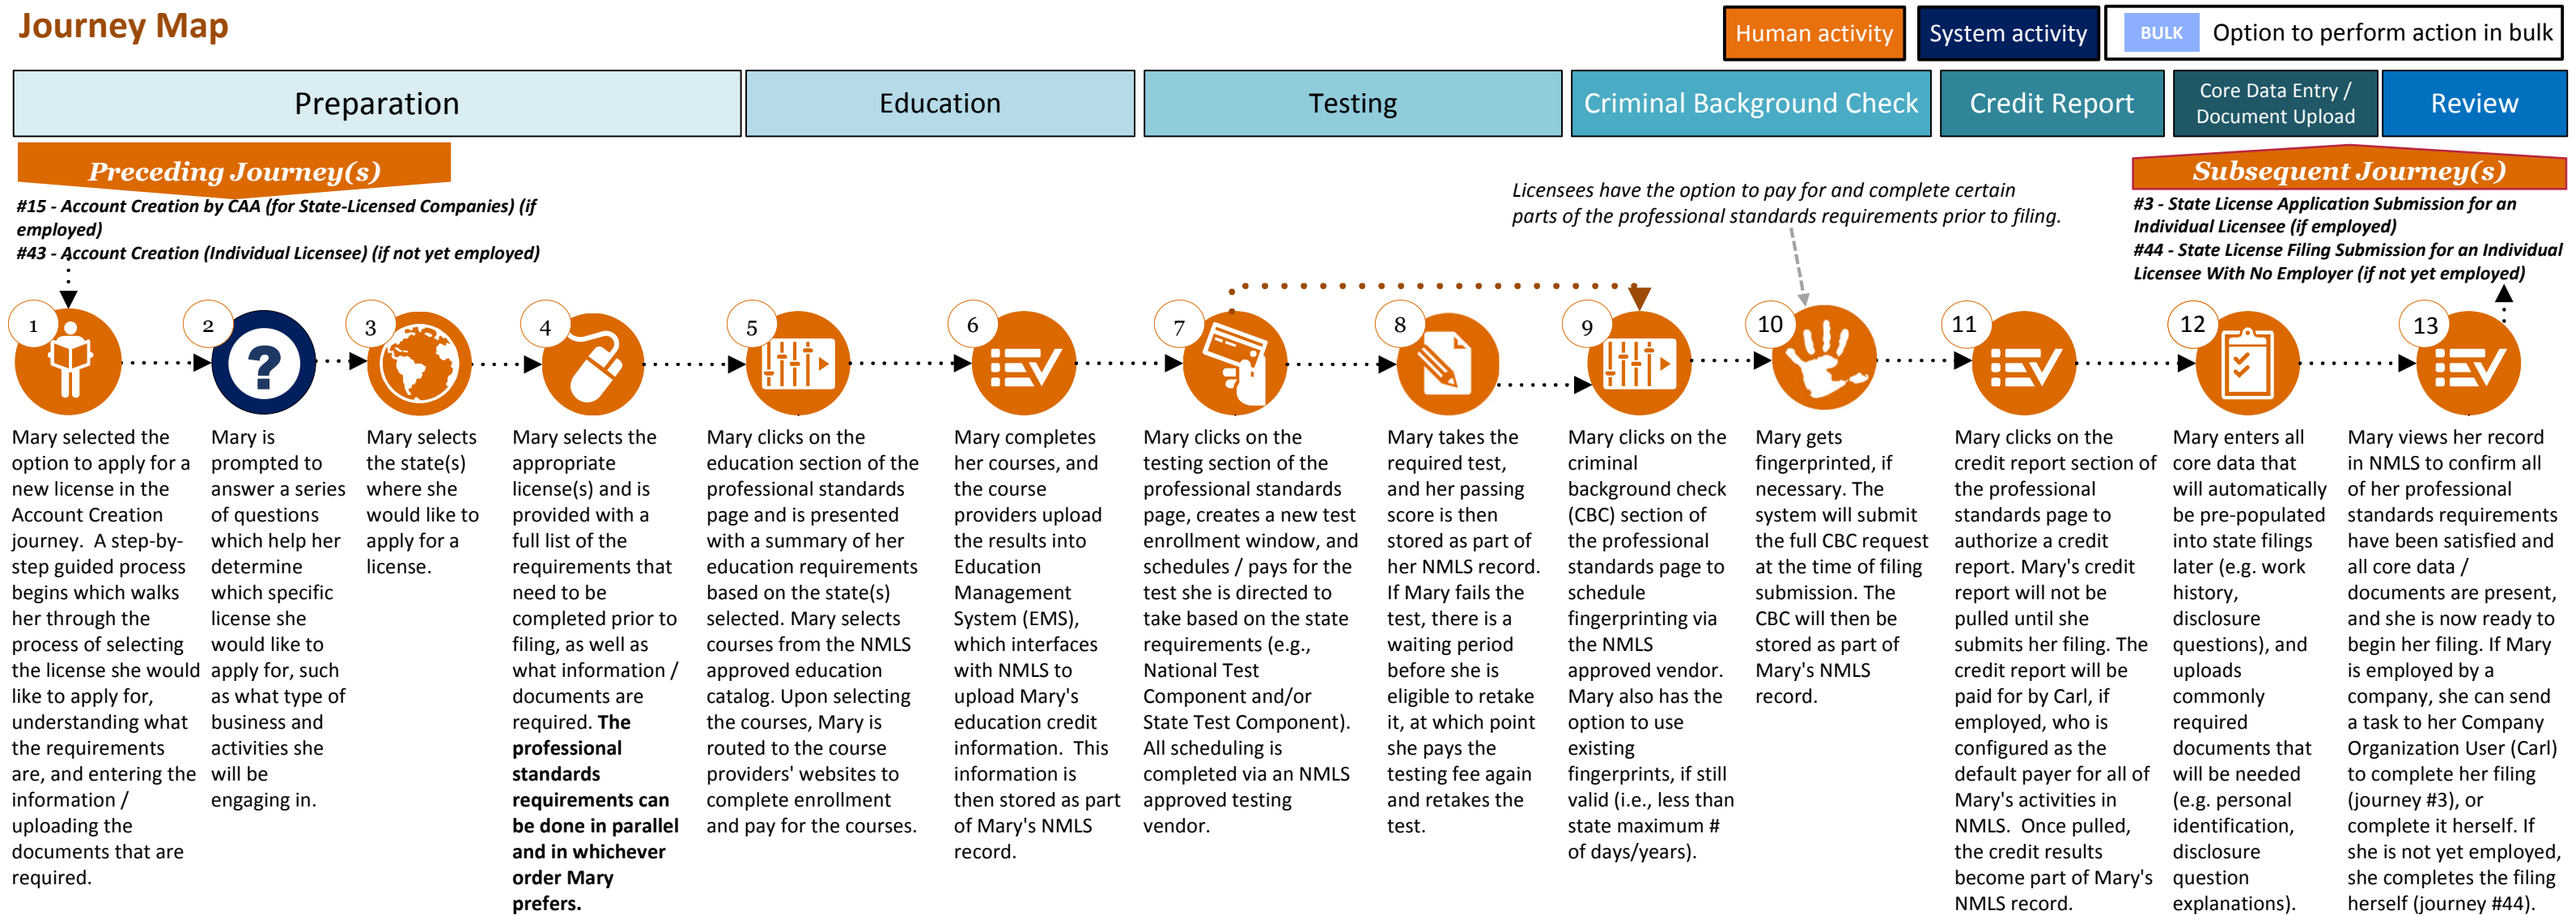 Journey Map
Human activity
System activity
BULK
Option to perform action in bulk
Preparation
Education
Testing
Criminal Background Check
Credit Report
Core Data Entry /
Document Upload
Review
Preceding Journey(s)
#15 - Account Creation by CAA (for State-Licensed Companies) (if
employed)
#43 - Account Creation (Individual Licensee) (if not yet employed)
Licensees have the option to pay for and complete certain
parts of the professional standards requirements prior to filing.
Subsequent Journey(s)
#3 - State License Application Submission for an
Individual Licensee (if employed)
#44 - State License Filing Submission for an Individual
Licensee With No Employer (if not yet employed)
1
Mary selected the
option to apply for a
new license in the
Account Creation
journey. A step-by-
step guided process
begins which walks
her through the
process of selecting
the license she would
like to apply for,
understanding what
the requirements
are, and entering the
information /
uploading the
documents that are
required.
2
?
Mary is
prompted to
answer a series
of questions
which help her
determine
which specific
license she
would like to
apply for, such
as what type of
business and
activities she
will be
engaging in.
3
Mary selects
the state(s)
where she
would like to
apply for a
license.
4
Mary selects the
appropriate
license(s) and is
provided with a
full list of the
requirements that
need to be
completed prior to
filing, as well as
what information /
documents are
required. The
professional
standards
requirements can
be done in parallel
and in whichever
order Mary
prefers.
5
Mary clicks on the
education section of the
professional standards
page and is presented
with a summary of her
education requirements
based on the state(s)
selected. Mary selects
courses from the NMLS
approved education
catalog. Upon selecting
the courses, Mary is
routed to the course
providers' websites to
complete enrollment
and pay for the courses.
6
Mary completes
her courses, and
the course
providers upload
the results into
Education
Management
System (EMS),
which interfaces
with NMLS to
upload Mary's
education credit
information. This
information is
then stored as part
of Mary's NMLS
record.
7
Mary clicks on the
testing section of the
professional standards
page, creates a new test
enrollment window, and
schedules / pays for the
test she is directed to
take based on the state
requirements (e.g.,
National Test
Component and/or
State Test Component).
All scheduling is
completed via an NMLS
approved testing
vendor.
8
Mary takes the
required test,
and her passing
score is then
stored as part of
her NMLS record.
If Mary fails the
test, there is a
waiting period
before she is
eligible to retake
it, at which point
she pays the
testing fee again
and retakes the
test.
9
Mary clicks on the
criminal
background check
(CBC) section of
the professional
standards page to
schedule
fingerprinting via
the NMLS
approved vendor.
Mary also has the
option to use
existing
fingerprints, if still
valid (i.e., less than
state maximum #
of days/years).
10
Mary gets
fingerprinted, if
necessary. The
system will submit
the full CBC request
at the time of filing
submission. The
CBC will then be
stored as part of
Mary's NMLS
record.
11
Mary clicks on the
credit report section of
the professional
standards page to
authorize a credit
report. Mary's credit
report will not be
pulled until she
submits her filing. The
credit report will be
paid for by Carl, if
employed, who is
configured as the
default payer for all of
Mary's activities in
NMLS. Once pulled,
the credit results
become part of Mary's
NMLS record.
12
Mary enters all
core data that
will automatically
be pre-populated
into state filings
later (e.g. work
history,
disclosure
questions), and
uploads
commonly
required
documents that
will be needed
(e.g. personal
identification,
disclosure
question
explanations).
13
Mary views her record
in NMLS to confirm all
of her professional
standards requirements
have been satisfied and
all core data /
documents are present,
and she is now ready to
begin her filing. If Mary
is employed by a
company, she can send
a task to her Company
Organization User (Carl)
to complete her filing
(journey #3), or
complete it herself. If
she is not yet employed,
she completes the filing
herself (journey #44).